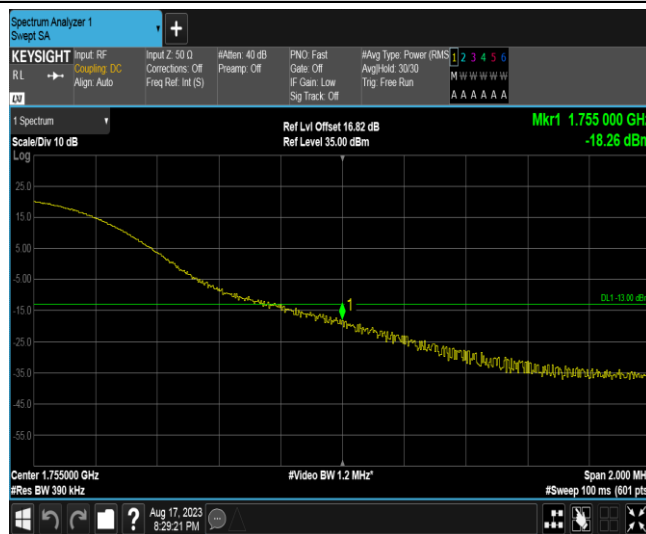 Spectrum Analyzer 1
Swept SA
KEYSIGHT
RL
Input: RF
Coupling: DC
Align: Auto
Input Z: 50 Ω
Corrections: Off
Freq Ref: Int (S)
#Atten: 40 dB
Preamp: Off
PNO: Fast
Gate: Off
IF Gain: Low
Sig Track: Off
#Avg Type: Power (RMS
Avg|Hold: 30/30
Trig: Free Run
1 2 3 4 5 6
M W W W W W
A A A A A A
LXI
1 Spectrum
Scale/Div 10 dB
Log
Ref Lvl Offset 16.82 dB
Ref Level 35.00 dBm
Mkr1 1.755 000 GHz
-18.26 dBm
25.0
15.0
5.00
-5.00
DL1 -13.00 dBm
1
-15.0
-25.0
-35.0
-45.0
-55.0
Center 1.755000 GHz
#Res BW 390 kHz
#Video BW 1.2 MHz*
Span 2.000 MH
#Sweep 100 ms (601 pts
?
Aug 17, 2023
8:29:21 PM